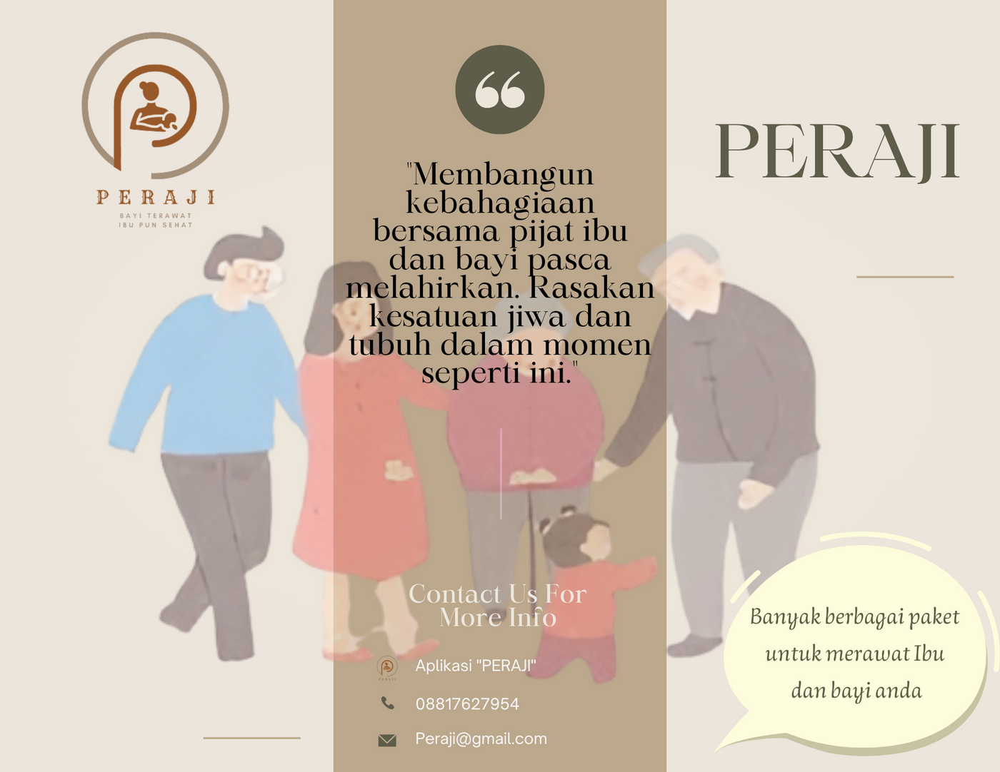 PERAJI
BAYI TERAWAT
IBU PUN SEHAT
"Membangun
kebahagiaan
bersama pijat ibu
dan bayi pasca
melahirkan. Rasakan
kesatuan jiwa dan
tubuh dalam momen
seperti ini."
Contact Us For
More Info
Aplikasi "PERAJI"
PERAJI
08817627954
Peraji@gmail.com
PERAJI
Banyak berbagai paket
untuk merawat Ibu
dan bayi anda